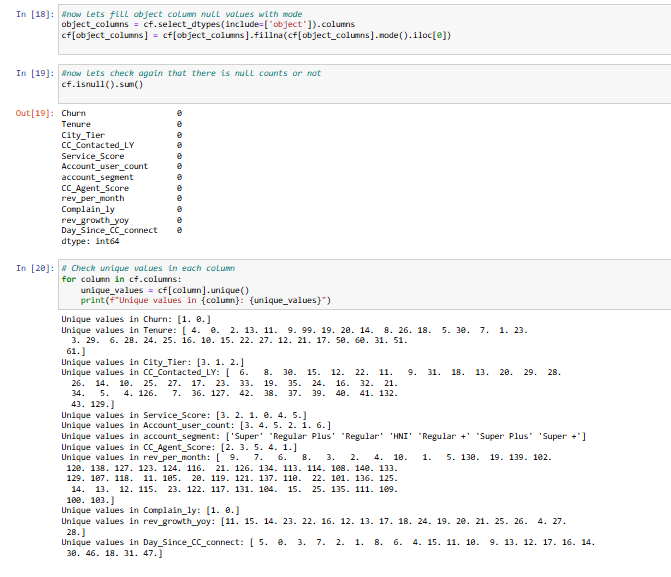 In [18]: #now lets fill object column null values with mode
object_columns = cf.select_dtypes(include=['object']).columns
cf[object_columns] = cf[object_columns].fillna(cf[object_columns].mode().iloc[0])
In [19]: #now lets check again that there is null counts or not
cf.isnull().sum()
Out[19]: Churn 0
Tenure 0
City_Tier 0
CC_Contacted_LY 0
Service_Score 0
Account_user_count 0
account_segment 0
CC_Agent_Score 0
rev_per_month 0
Complain_ly 0
rev_growth_yoy 0
Day_Since_CC_connect 0
dtype: int64
In [20]: # Check unique values in each column
for column in cf.columns:
unique_values = cf[column].unique()
print(f"Unique values in {column}: {unique_values}")
Unique values in Churn: [1. 0.]
Unique values in Tenure: [ 4. 0. 2. 13. 11. 9. 99. 19. 20. 14. 8. 26. 18. 5. 30. 7. 1. 23.
3. 29. 6. 28. 24. 25. 16. 10. 15. 22. 27. 12. 21. 17. 50. 60. 31. 51.
61.]
Unique values in City_Tier: [3. 1. 2.]
Unique values in CC_Contacted_LY: [ 6. 8. 30. 15. 12. 22. 11. 9. 31. 18. 13. 20. 29. 28.
26. 14. 10. 25. 27. 17. 23. 33. 19. 35. 24. 16. 32. 21.
34. 5. 4. 126. 7. 36. 127. 42. 38. 37. 39. 40. 41. 132.
43. 129.]
Unique values in Service_Score: [3. 2. 1. 0. 4. 5.]
Unique values in Account_user_count: [3. 4. 5. 2. 1. 6.]
Unique values in account_segment: ['Super' 'Regular Plus' 'Regular' 'HNI' 'Regular +' 'Super Plus' 'Super +']
Unique values in CC_Agent_Score: [2. 3. 5. 4. 1.]
Unique values in rev_per_month: [ 9. 7. 6. 8. 3. 2. 4. 10. 1. 5. 130. 19. 139. 102.
120. 138. 127. 123. 124. 116. 21. 126. 134. 113. 114. 108. 140. 133.
129. 107. 118. 11. 105. 20. 119. 121. 137. 110. 22. 101. 136. 125.
14. 13. 12. 115. 23. 122. 117. 131. 104. 15. 25. 135. 111. 109.
100. 103.]
Unique values in Complain_ly: [1. 0.]
Unique values in rev_growth_yoy: [11. 15. 14. 23. 22. 16. 12. 13. 17. 18. 24. 19. 20. 21. 25. 26. 4. 27.
28.]
Unique values in Day_Since_CC_connect: [ 5. 0. 3. 7. 2. 1. 8. 6. 4. 15. 11. 10. 9. 13. 12. 17. 16. 14.
30. 46. 18. 31. 47.]